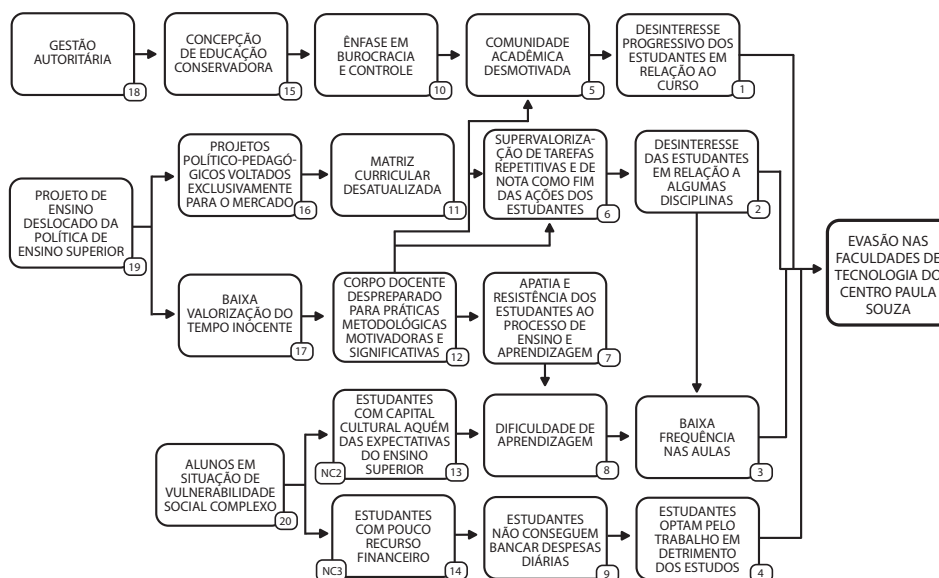 GESTÃO
AUTORITÁRIA
18
CONCEPÇÃO
DE EDUCAÇÃO
CONSERVADORA
15
ÊNFASE EM
BUROCRACIA
E CONTROLE
10
COMUNIDADE
ACADÊMICA
DESMOTIVADA
5
DESINTERESSE
PROGRESSIVO DOS
ESTUDANTES EM
RELAÇÃO AO
CURSO
1
PROJETO DE
ENSINO
DESLOCADO DA
POLÍTICA DE
ENSINO SUPERIOR
19
PROJETOS
POLÍTICO-PEDAGÓ-
GICOS VOLTADOS
EXCLUSIVAMENTE
PARA O MERCADO
16
MATRIZ
CURRICULAR
DESATUALIZADA
11
SUPERVALORIZA-
ÇÃO DE TAREFAS
REPETITIVAS E DE
NOTA COMO FIM
DAS AÇÕES DOS
ESTUDANTES
6
DESINTERESSE
DAS ESTUDANTES
EM RELAÇÃO A
ALGUMAS
DISCIPLINAS
2
BAIXA
VALORIZAÇÃO DO
TEMPO INOCENTE
17
CORPO DOCENTE
DESPREPARADO
PARA PRÁTICAS
METODOLÓGICAS
MOTIVADORAS E
SIGNIFICATIVAS
12
APATIA E
RESISTÊNCIA DOS
ESTUDANTES AO
PROCESSO DE
ENSINO E
APRENDIZAGEM
7
EVASÃO NAS
FACULDADES DE
TECNOLOGIA DO
CENTRO PAULA
SOUZA
ALUNOS EM
SITUAÇÃO DE
VULNERABILIDADE
SOCIAL COMPLEXO
20
ESTUDANTES
COM CAPITAL
CULTURAL AQUÉM
DAS EXPECTATIVAS
DO ENSINO
SUPERIOR
NC2
13
DIFICULDADE DE
APRENDIZAGEM
8
BAIXA
FREQUÊNCIA
NAS AULAS
3
ESTUDANTES
COM POUCO
RECURSO
FINANCEIRO
NC3
14
ESTUDANTES
NÃO CONSEGUEM
BANCAR DESPESAS
DIÁRIAS
9
ESTUDANTES
OPTAM PELO
TRABALHO EM
DETRIMENTO
DOS ESTUDOS
4